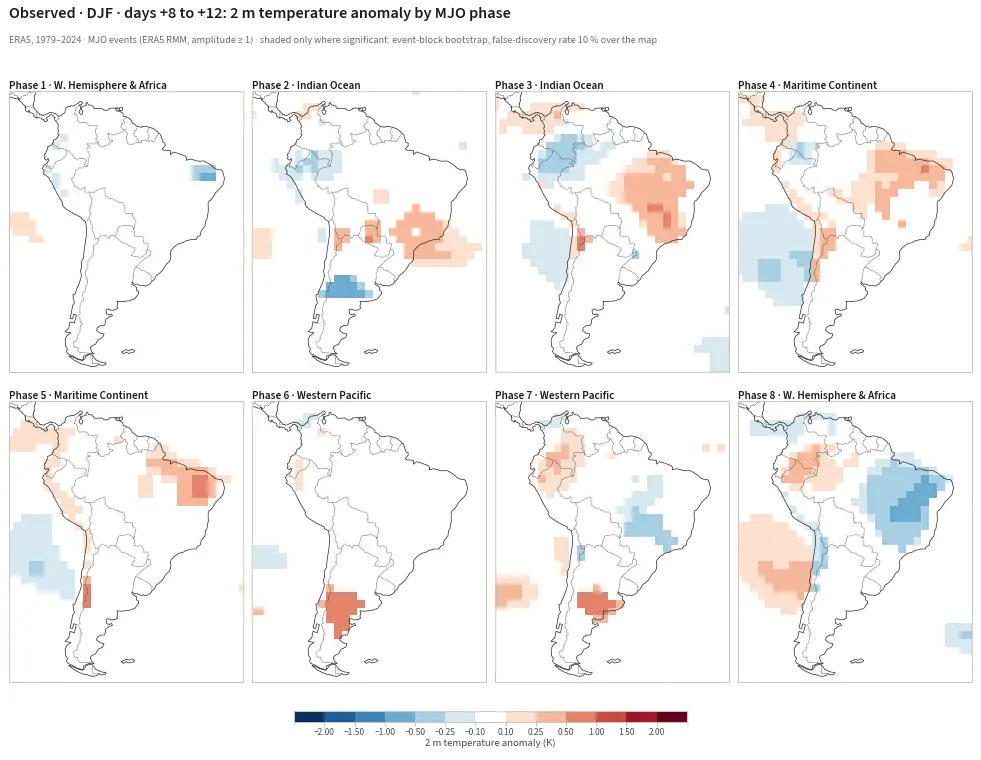 Observed · DJF · days +8 to +12: 2 m temperature anomaly by MJO phase
ERA5, 1979–2024 · MJO events (ERA5 RMM, amplitude ≥ 1) · shaded only where significant: event-block bootstrap, false-discovery rate 10 % over the map
Phase 1 · W. Hemisphere & Africa
Phase 2 · Indian Ocean
Phase 3 · Indian Ocean
Phase 4 · Maritime Continent
Phase 5 · Maritime Continent
Phase 6 · Western Pacific
Phase 7 · Western Pacific
Phase 8 · W. Hemisphere & Africa
−2.00 −1.50 −1.00 −0.50 −0.25 −0.10 0.10 0.25 0.50 1.00 1.50 2.00
2 m temperature anomaly (K)